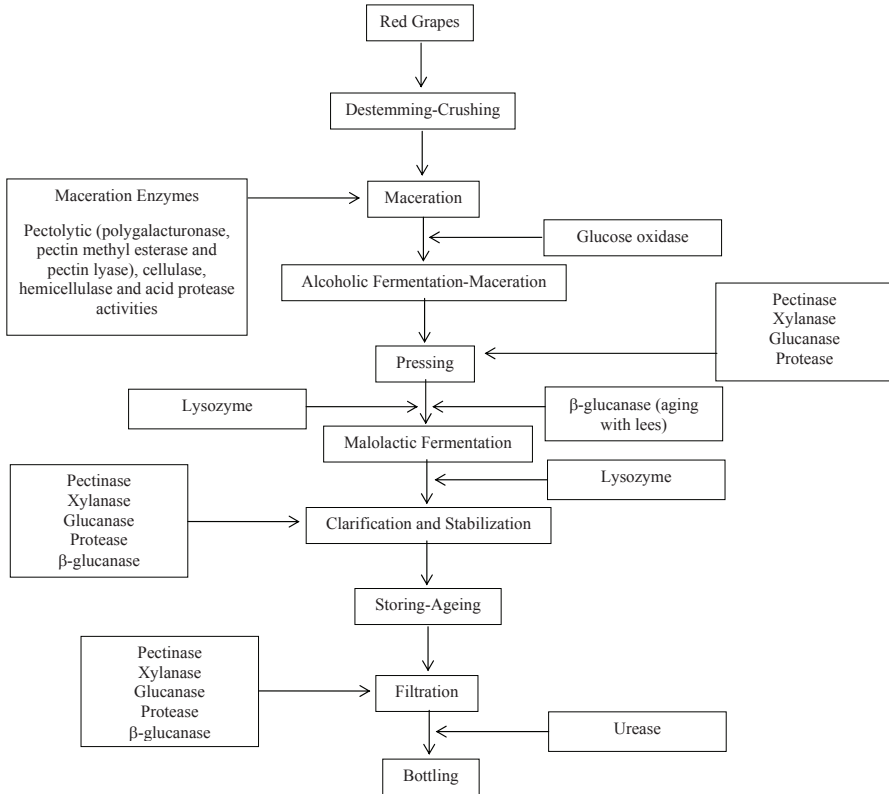 Red Grapes
Destemming-Crushing
Maceration Enzymes
Pectolytic (polygalacturonase,
pectin methyl esterase and
pectin lyase), cellulase,
hemicellulase and acid protease
activities
Maceration
Glucose oxidase
Alcoholic Fermentation-Maceration
Pectinase
Xylanase
Glucanase
Protease
Pressing
Lysozyme
β-glucanase (aging
with lees)
Malolactic Fermentation
Lysozyme
Pectinase
Xylanase
Glucanase
Protease
β-glucanase
Clarification and Stabilization
Storing-Ageing
Pectinase
Xylanase
Glucanase
Protease
β-glucanase
Filtration
Urease
Bottling